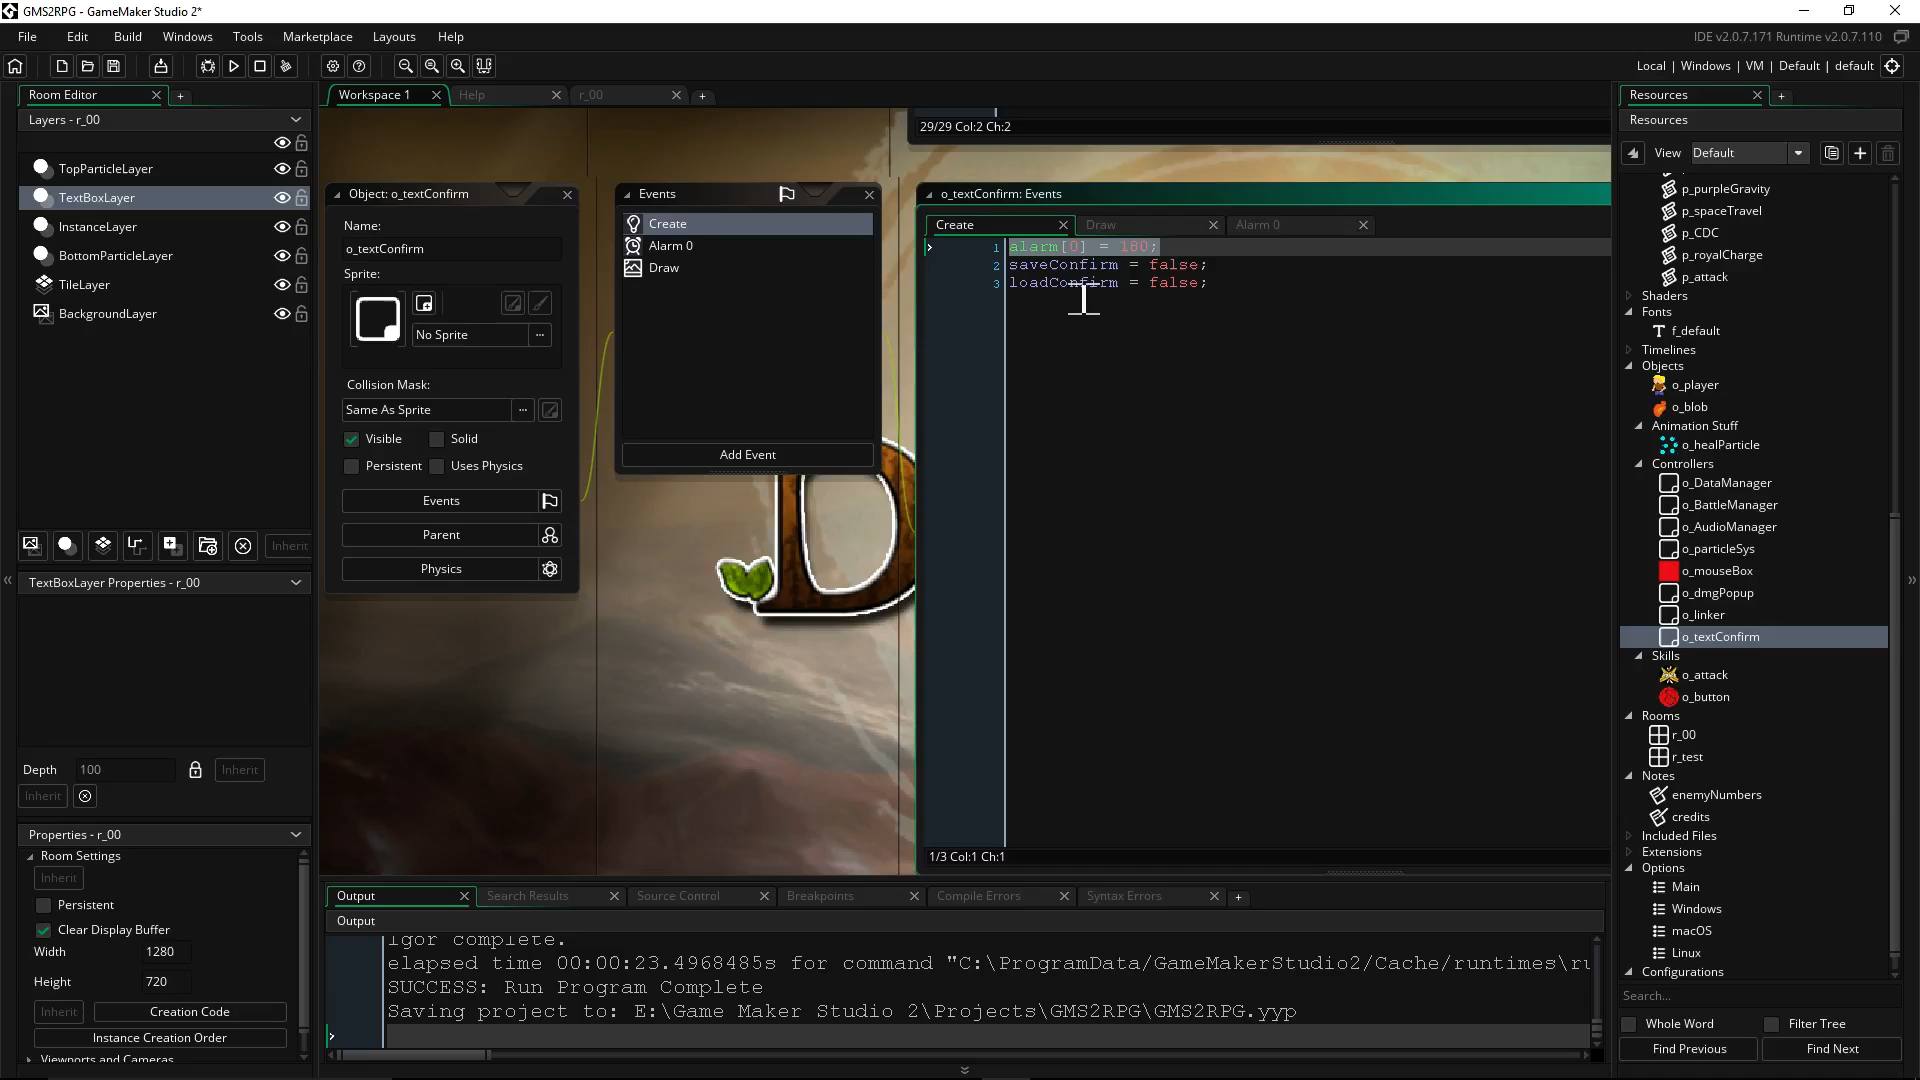 GMS2RPG - GameMaker Studio 2*
File Edit Build Windows Tools Marketplace Layouts Help
IDE v2.0.7.171 Runtime v2.0.7.110
Local | Windows | VM | Default | default
Room Editor
Layers - r_00
TopParticleLayer
TextBoxLayer
InstanceLayer
BottomParticleLayer
TileLayer
BackgroundLayer
Inherit
TextBoxLayer Properties - r_00
Depth 100 Inherit
Inherit
Properties - r_00
Room Settings
Inherit
Persistent
Clear Display Buffer
Width 1280
Height 720
Inherit Creation Code
Instance Creation Order
Viewports and Cameras
Workspace 1 Help r_00
29/29 Col:2 Ch:2
Object: o_textConfirm
Name:
o_textConfirm
Sprite:
No Sprite
Collision Mask:
Same As Sprite
Visible Solid
Persistent Uses Physics
Events
Parent
Physics
Events
Create
Alarm 0
Draw
Add Event
D
o_textConfirm: Events
Create Draw Alarm 0
1 alarm[0] = 180;
2 saveConfirm = false;
3 loadConfirm = false;
1/3 Col:1 Ch:1
Output Search Results Source Control Breakpoints Compile Errors Syntax Errors
Output
Igor complete.
elapsed time 00:00:23.4968485s for command "C:\ProgramData/GameMakerStudio2/Cache/runtimes\ru
SUCCESS: Run Program Complete
Saving project to: E:\Game Maker Studio 2\Projects\GMS2RPG\GMS2RPG.yyp
Resources
Resources
View Default
p_purpleGravity
p_spaceTravel
p_CDC
p_royalCharge
p_attack
Shaders
Fonts
f_default
Timelines
Objects
o_player
o_blob
Animation Stuff
o_healParticle
Controllers
o_DataManager
o_BattleManager
o_AudioManager
o_particleSys
o_mouseBox
o_dmgPopup
o_linker
o_textConfirm
Skills
o_attack
o_button
Rooms
r_00
r_test
Notes
enemyNumbers
credits
Included Files
Extensions
Options
Main
Windows
macOS
Linux
Configurations
Search...
Whole Word Filter Tree
Find Previous Find Next